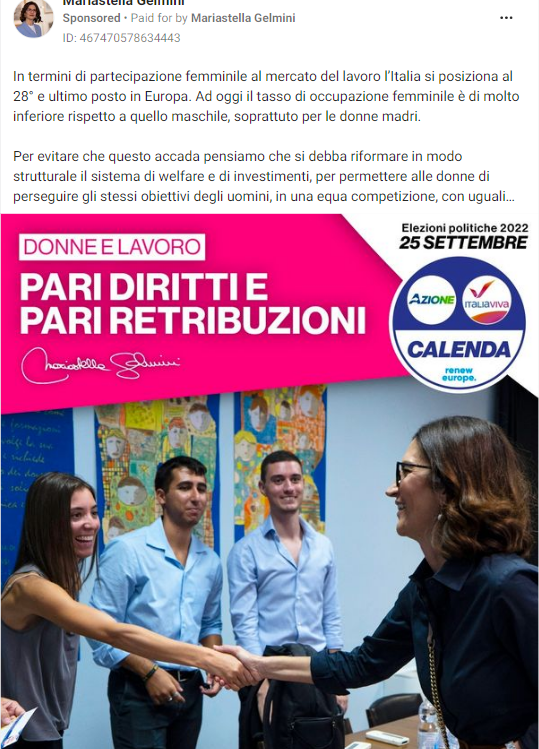 Mariastella Gelmini
Sponsored • Paid for by Mariastella Gelmini
ID: 467470578634443
In termini di partecipazione femminile al mercato del lavoro l’Italia si posiziona al
28° e ultimo posto in Europa. Ad oggi il tasso di occupazione femminile è di molto
inferiore rispetto a quello maschile, soprattutto per le donne madri.
Per evitare che questo accada pensiamo che si debba riformare in modo
strutturale il sistema di welfare e di investimenti, per permettere alle donne di
perseguire gli stessi obiettivi degli uomini, in una equa competizione, con uguali...
DONNE E LAVORO
PARI DIRITTI E
PARI RETRIBUZIONI
Mariastella Gelmini
Elezioni politiche 2022
25 SETTEMBRE
AZIONE
ITALIAVIVA
CALENDA
renew
europe.